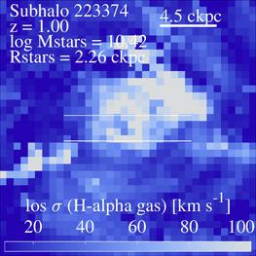 Subhalo 223374
4.5 ckpc
z = 1.00
log Mstars = 10.42
Rstars = 2.26 ckpc
los σ (H-alpha gas) [km s⁻¹]
20 40 60 80 100